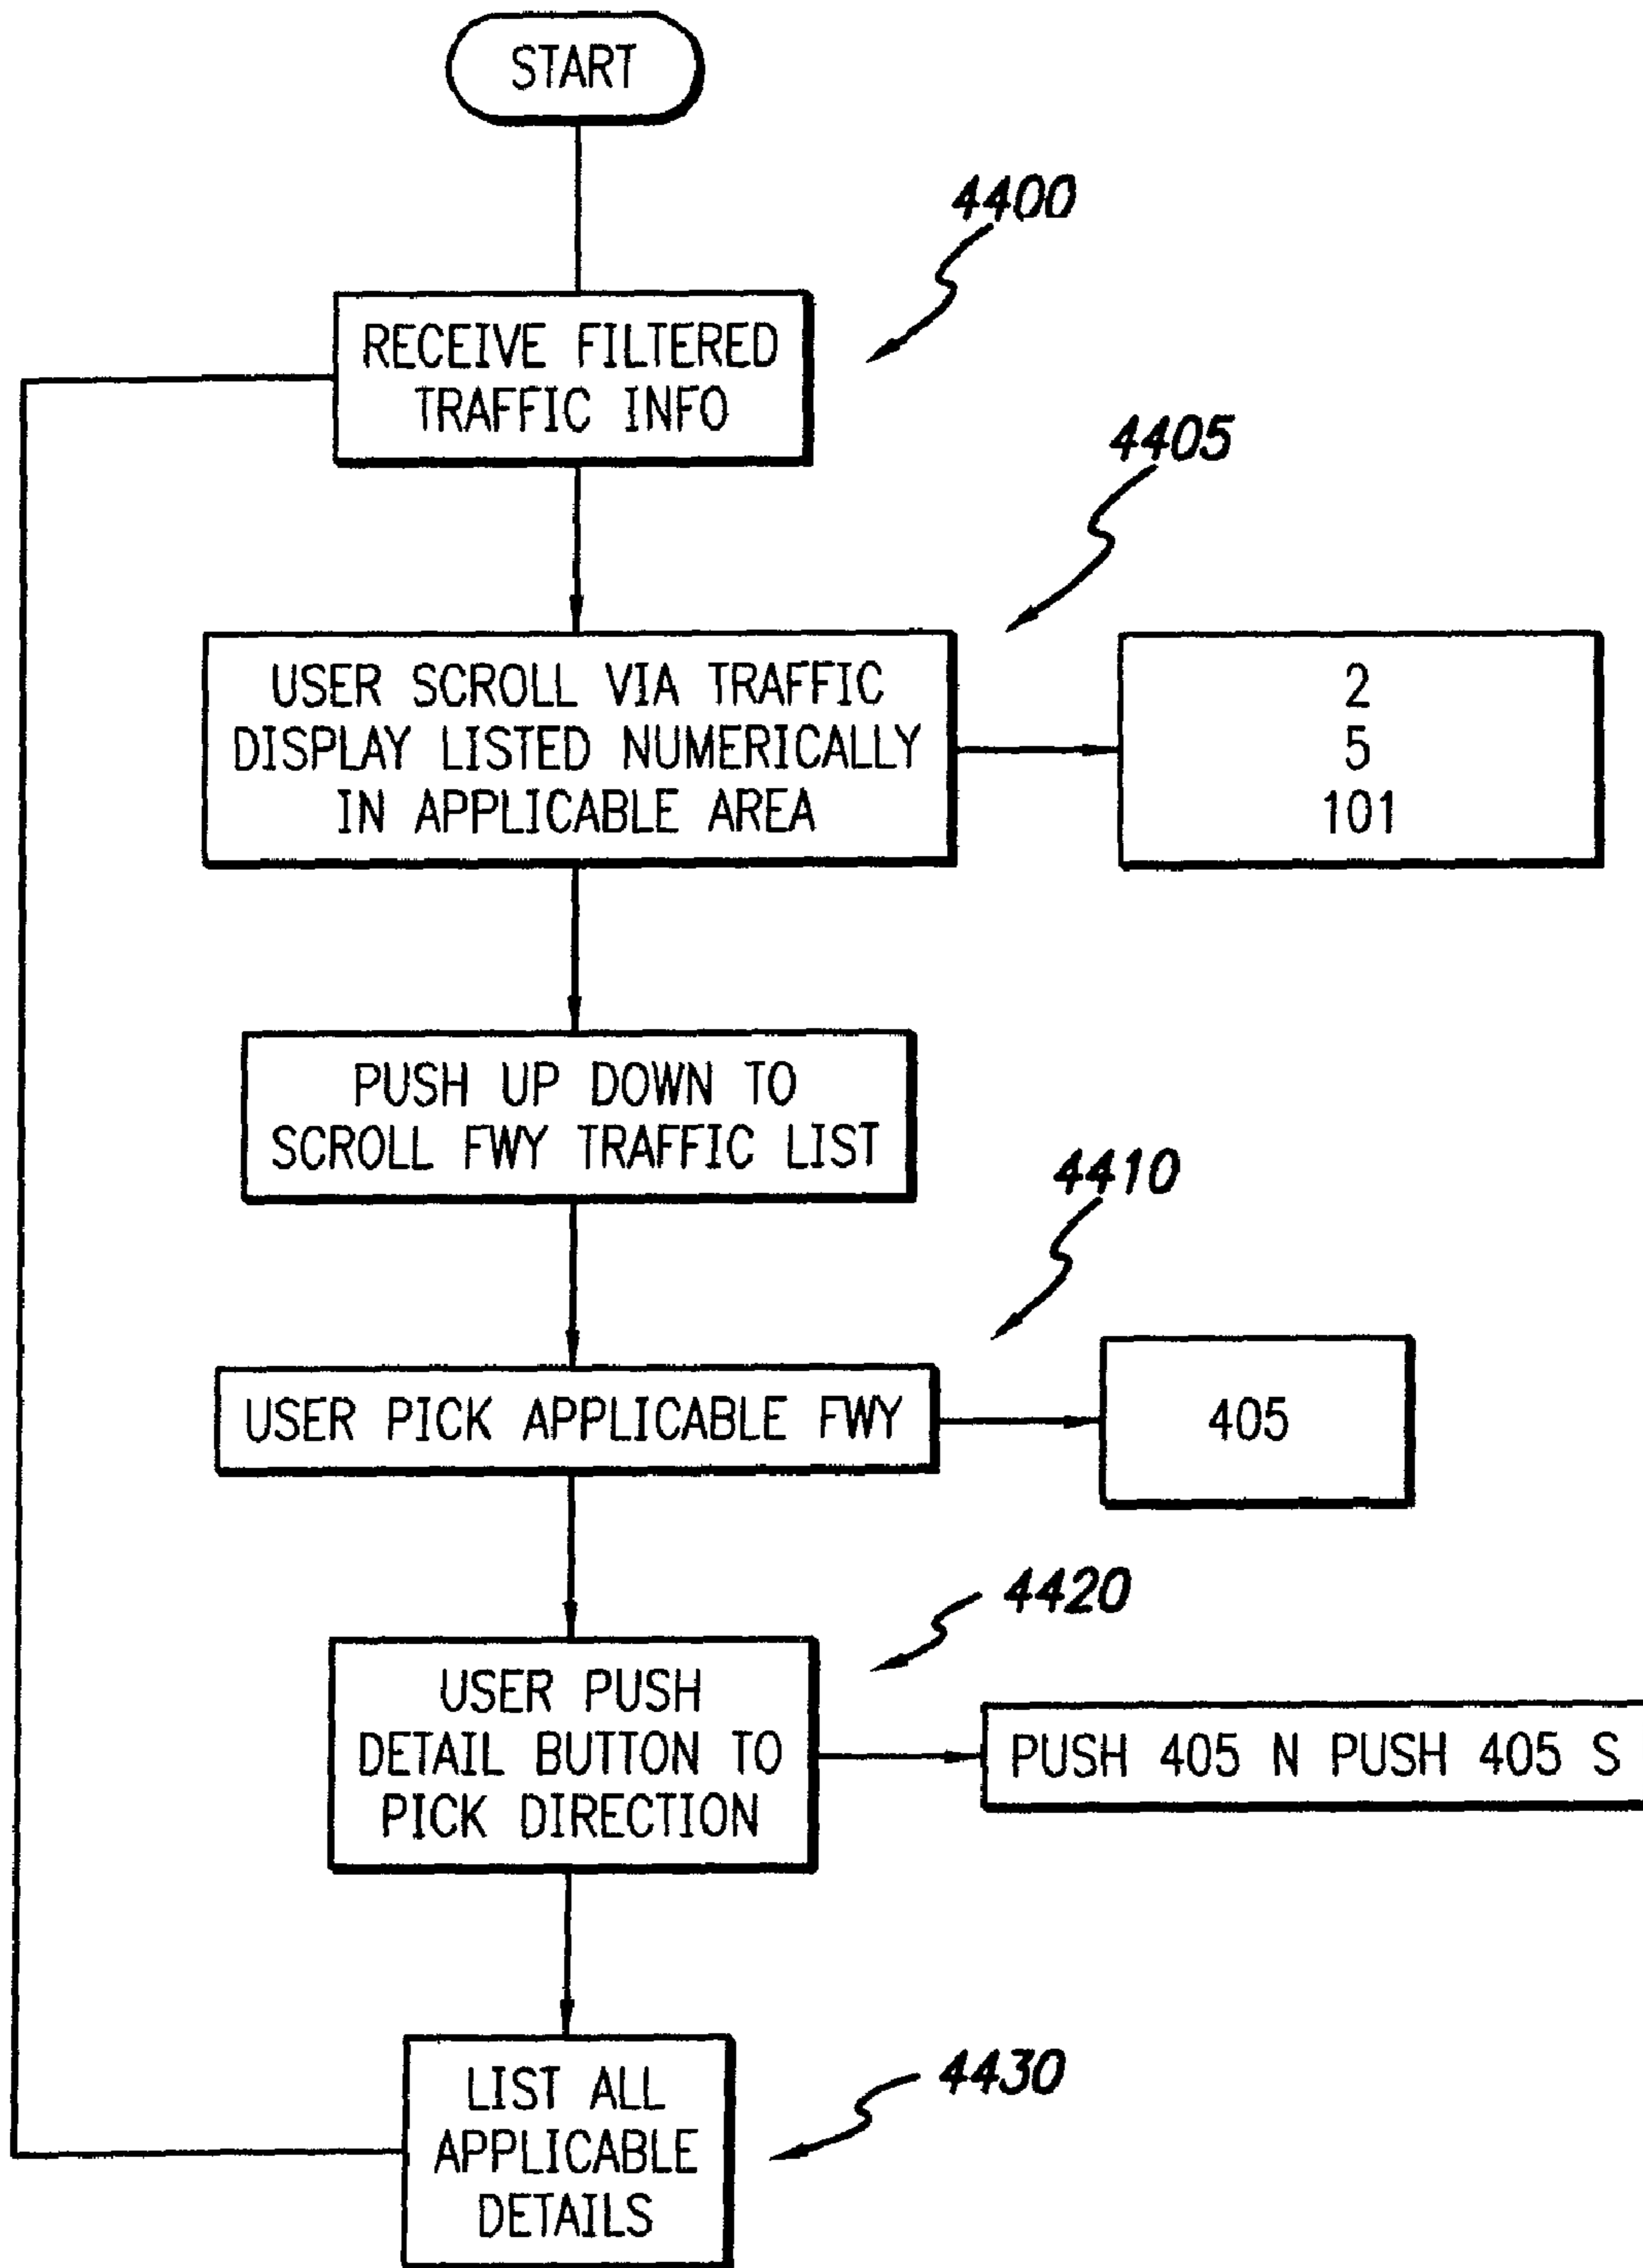 START
4400
RECEIVE FILTERED
TRAFFIC INFO
4405
USER SCROLL VIA TRAFFIC
DISPLAY LISTED NUMERICALLY
IN APPLICABLE AREA
2
5
101
PUSH UP DOWN TO
SCROLL FWY TRAFFIC LIST
4410
USER PICK APPLICABLE FWY
405
4420
USER PUSH
DETAIL BUTTON TO
PICK DIRECTION
PUSH 405 N PUSH 405 S
4430
LIST ALL
APPLICABLE
DETAILS